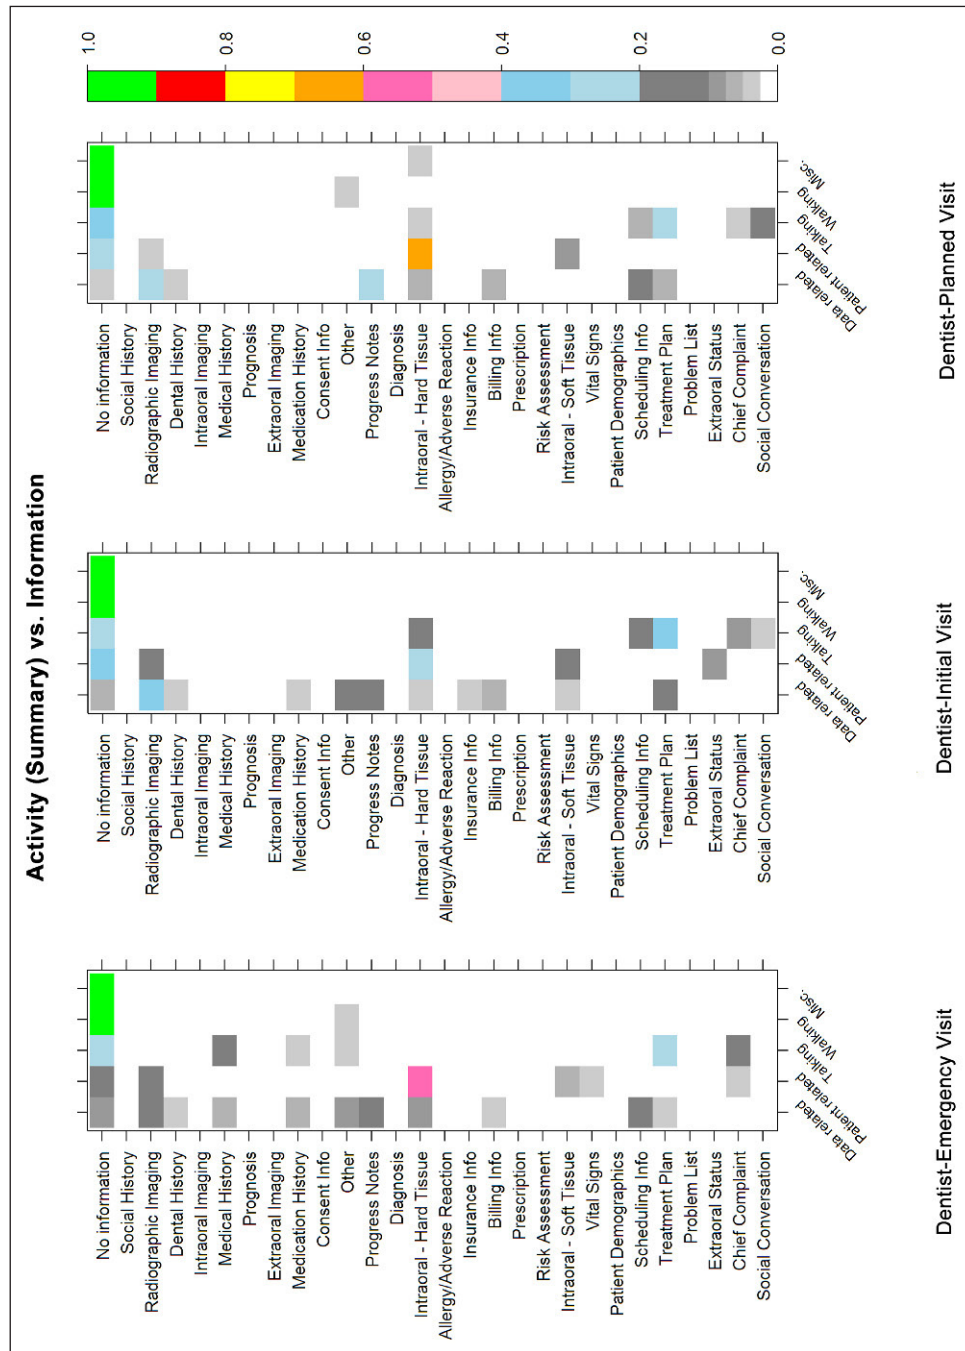 Activity (Summary) vs. Information
1.0
0.8
0.6
0.4
0.2
0.0
No information
Social History
Radiographic Imaging
Dental History
Intraoral Imaging
Medical History
Prognosis
Extraoral Imaging
Medication History
Consent Info
Other
Progress Notes
Diagnosis
Intraoral - Hard Tissue
Allergy/Adverse Reaction
Insurance Info
Billing Info
Prescription
Risk Assessment
Intraoral - Soft Tissue
Vital Signs
Patient Demographics
Scheduling Info
Treatment Plan
Problem List
Extraoral Status
Chief Complaint
Social Conversation
Data related
Patient related
Talking
Walking
Misc.
Dentist-Emergency Visit
No information
Social History
Radiographic Imaging
Dental History
Intraoral Imaging
Medical History
Prognosis
Extraoral Imaging
Medication History
Consent Info
Other
Progress Notes
Diagnosis
Intraoral - Hard Tissue
Allergy/Adverse Reaction
Insurance Info
Billing Info
Prescription
Risk Assessment
Intraoral - Soft Tissue
Vital Signs
Patient Demographics
Scheduling Info
Treatment Plan
Problem List
Extraoral Status
Chief Complaint
Social Conversation
Data related
Patient related
Talking
Walking
Misc.
Dentist-Initial Visit
No information
Social History
Radiographic Imaging
Dental History
Intraoral Imaging
Medical History
Prognosis
Extraoral Imaging
Medication History
Consent Info
Other
Progress Notes
Diagnosis
Intraoral - Hard Tissue
Allergy/Adverse Reaction
Insurance Info
Billing Info
Prescription
Risk Assessment
Intraoral - Soft Tissue
Vital Signs
Patient Demographics
Scheduling Info
Treatment Plan
Problem List
Extraoral Status
Chief Complaint
Social Conversation
Data related
Patient related
Talking
Walking
Misc.
Dentist-Planned Visit